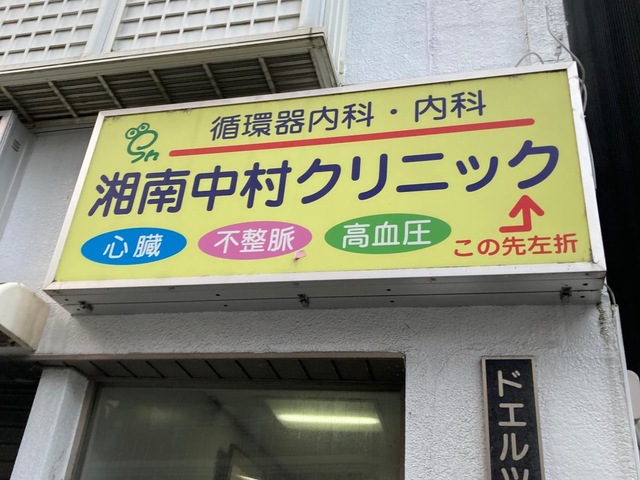 循環器内科・内科
湘南中村クリニック
心臓 不整脈 高血圧
この先左折
ドエルツ